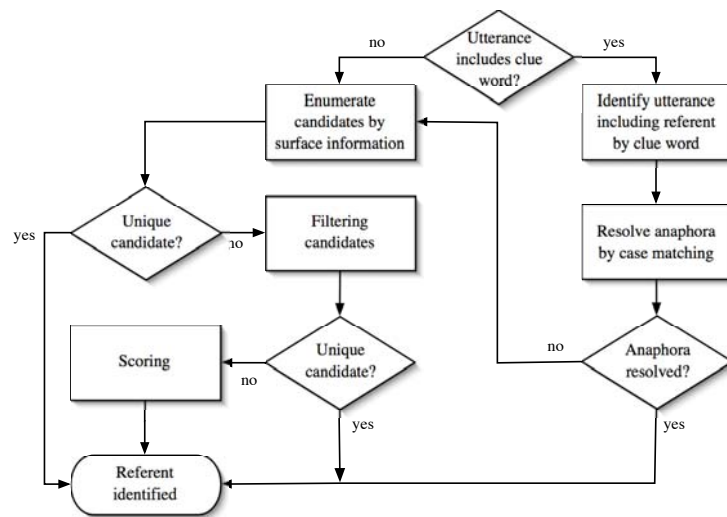 Utterance
includes clue
word?
no
yes
Enumerate
candidates by
surface information
Identify utterance
including referent
by clue word
Unique
candidate?
yes
no
Filtering
candidates
Resolve anaphora
by case matching
Scoring
no
Unique
candidate?
yes
no
Anaphora
resolved?
yes
Referent
identified